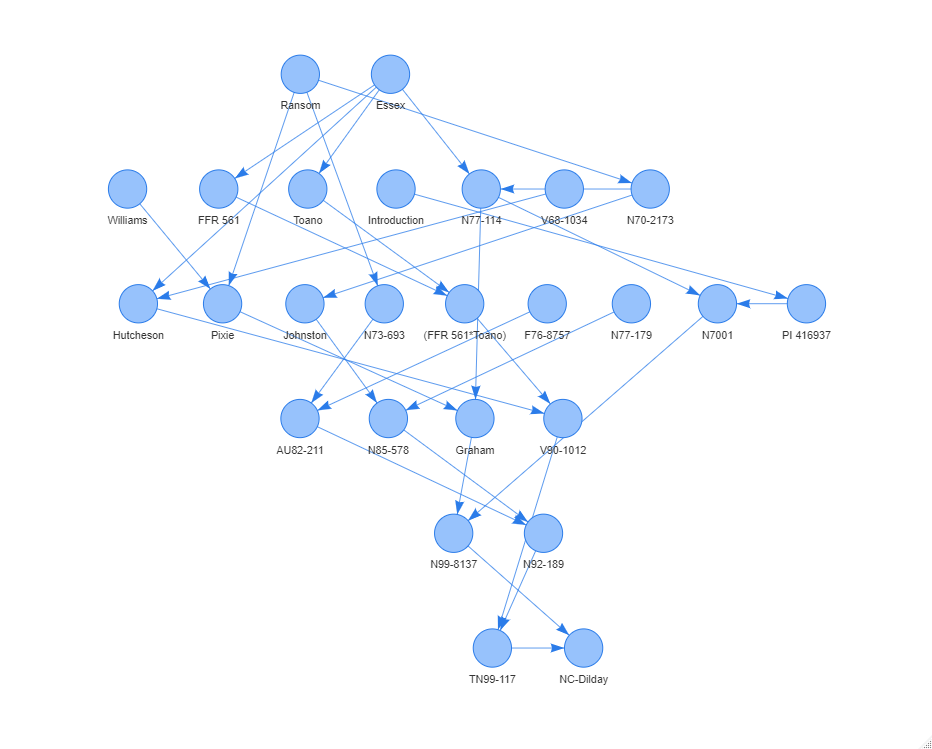 Ransom
Essex
Williams
FFR 561
Toano
Introduction
N77-114
V68-1034
N70-2173
Hutcheson
Pixie
Johnston
N73-693
(FFR 561*Toano)
F76-8757
N77-179
N7001
PI 416937
AU82-211
N85-578
Graham
V90-1012
N99-8137
N92-189
TN99-117
NC-Dilday